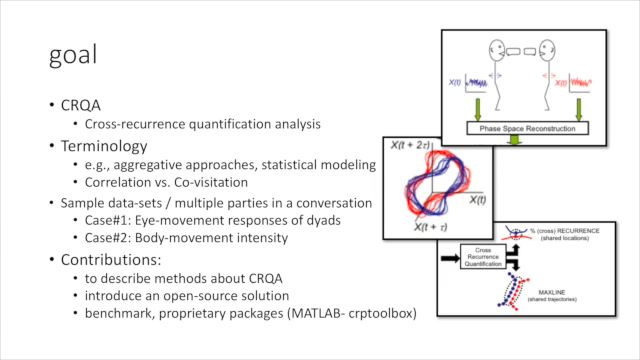 goal
• CRQA
• Cross-recurrence quantification analysis
• Terminology
• e.g., aggregative approaches, statistical modeling
• Correlation vs. Co-visitation
• Sample data-sets / multiple parties in a conversation
• Case#1: Eye-movement responses of dyads
• Case#2: Body-movement intensity
• Contributions:
• to describe methods about CRQA
• introduce an open-source solution
• benchmark, proprietary packages (MATLAB- crptoolbox)
X(t)
X(t)
Phase Space Reconstruction
X(t + 2τ)
X(t)
X(t + τ)
Cross
Recurrence
Quantification
% (cross) RECURRENCE
(shared locations)
MAXLINE
(shared trajectories)